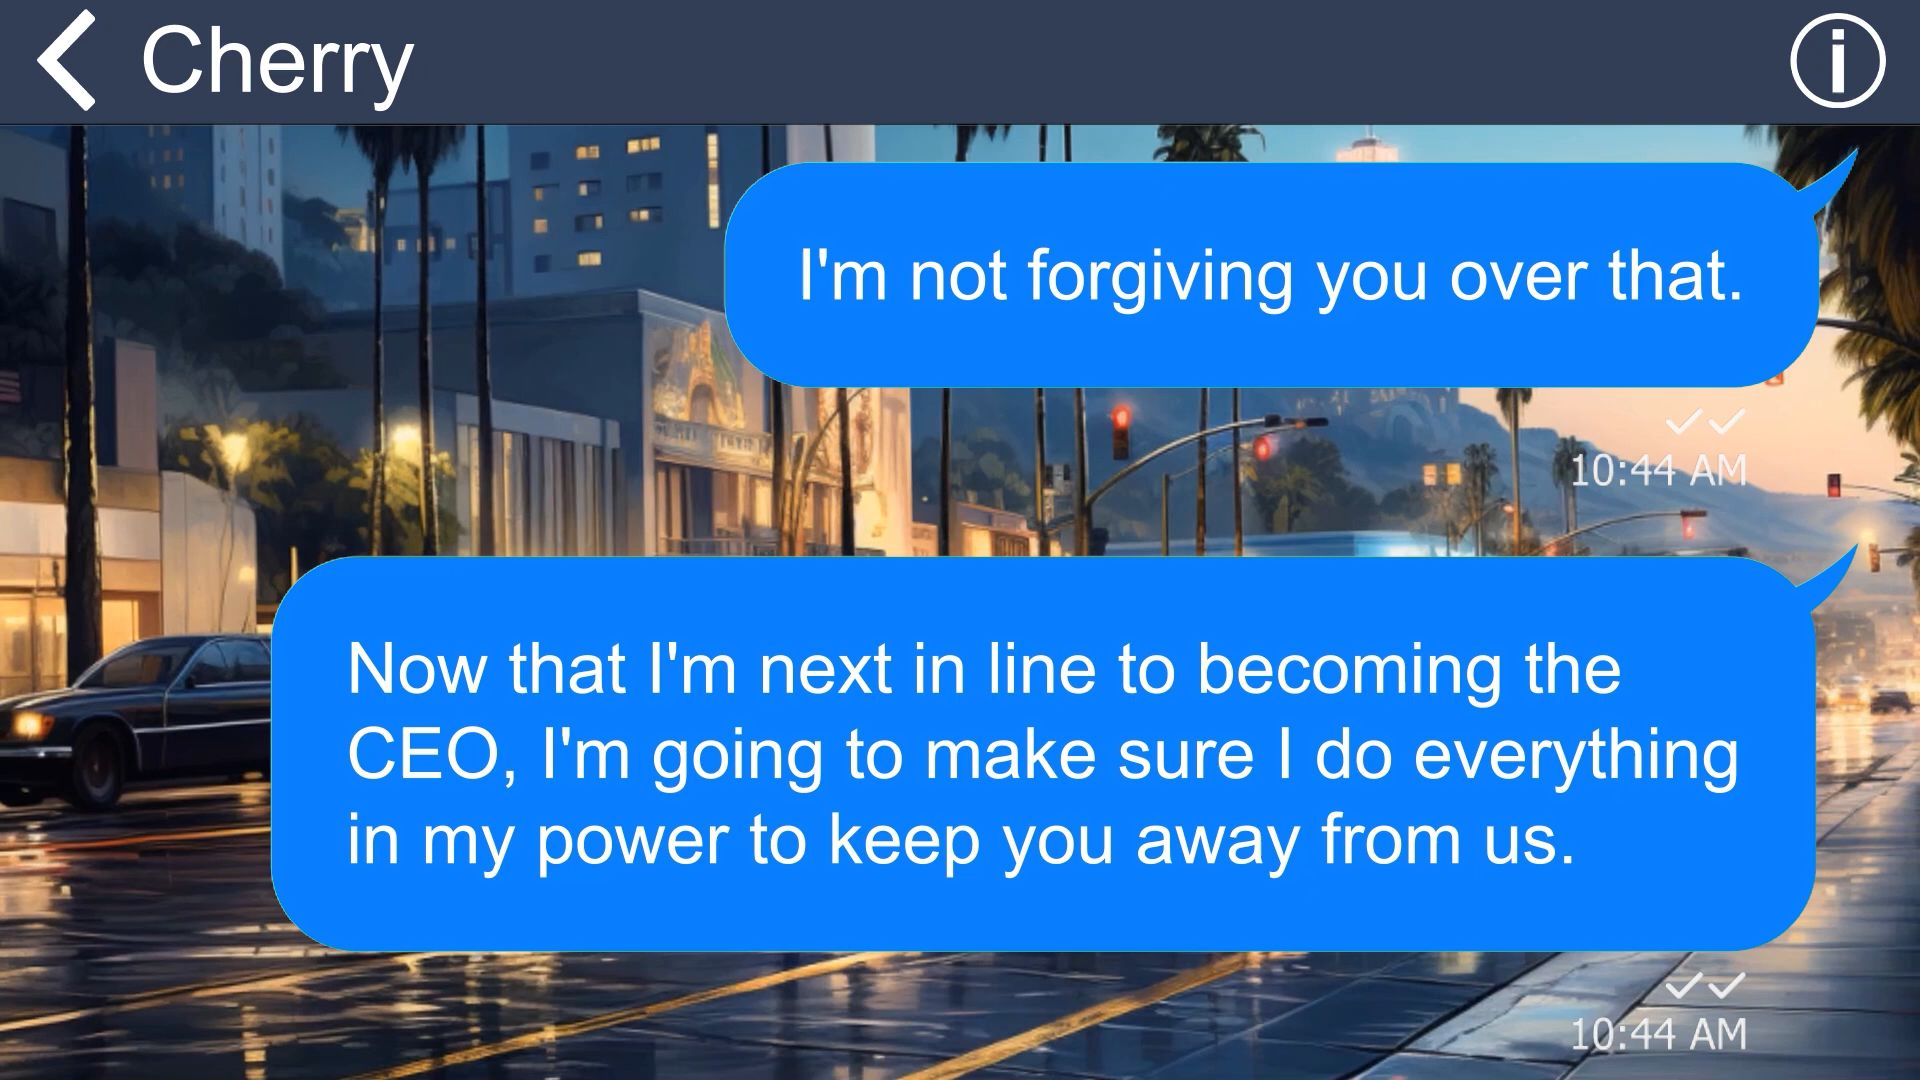 Cherry
I'm not forgiving you over that.
10:44 AM
Now that I'm next in line to becoming the
CEO, I'm going to make sure I do everything
in my power to keep you away from us.
10:44 AM